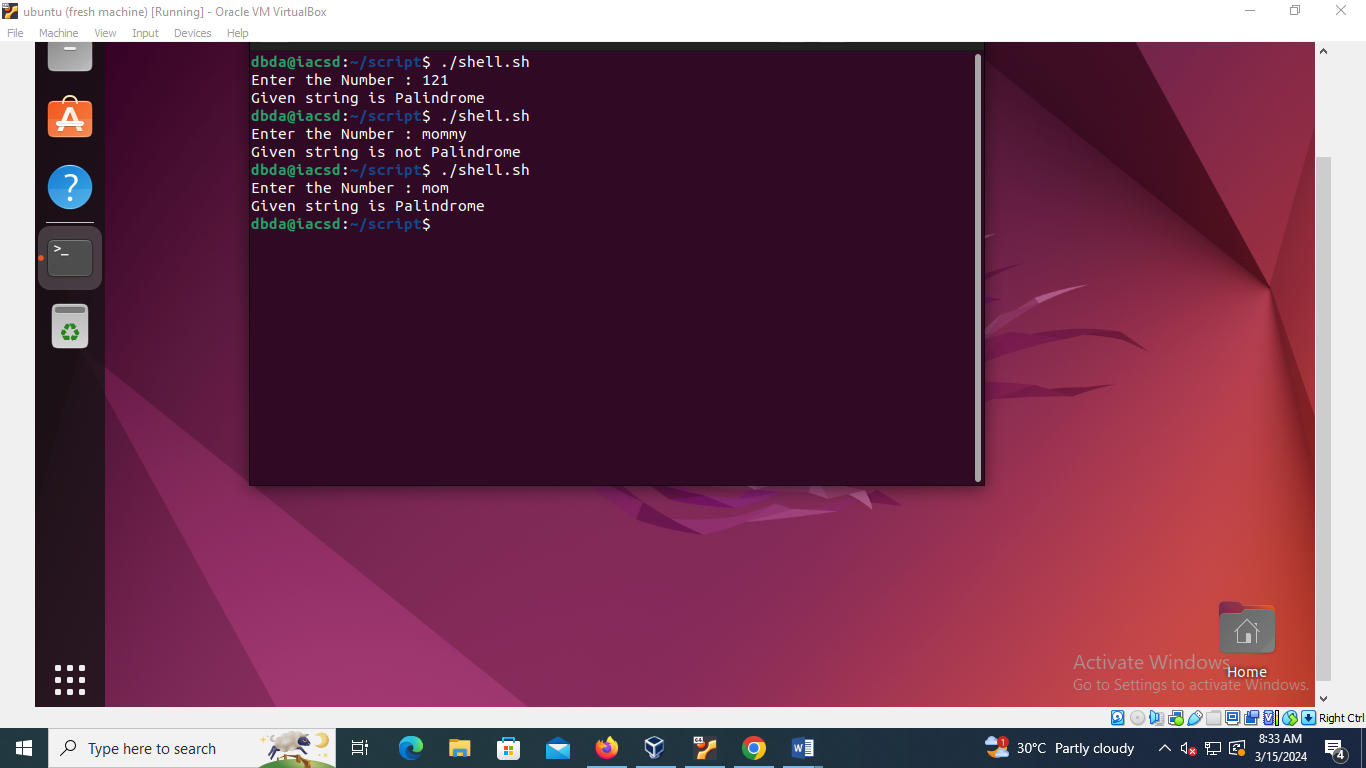 ubuntu (fresh machine) [Running] - Oracle VM VirtualBox
File Machine View Input Devices Help
dbda@iacsd:~/script$ ./shell.sh
Enter the Number : 121
Given string is Palindrome
dbda@iacsd:~/script$ ./shell.sh
Enter the Number : mommy
Given string is not Palindrome
dbda@iacsd:~/script$ ./shell.sh
Enter the Number : mom
Given string is Palindrome
dbda@iacsd:~/script$
>_
?
Activate Windows
Home
Go to Settings to activate Windows.
Right Ctrl
Type here to search
64
W
1
30°C Partly cloudy
8:33 AM
3/15/2024
4